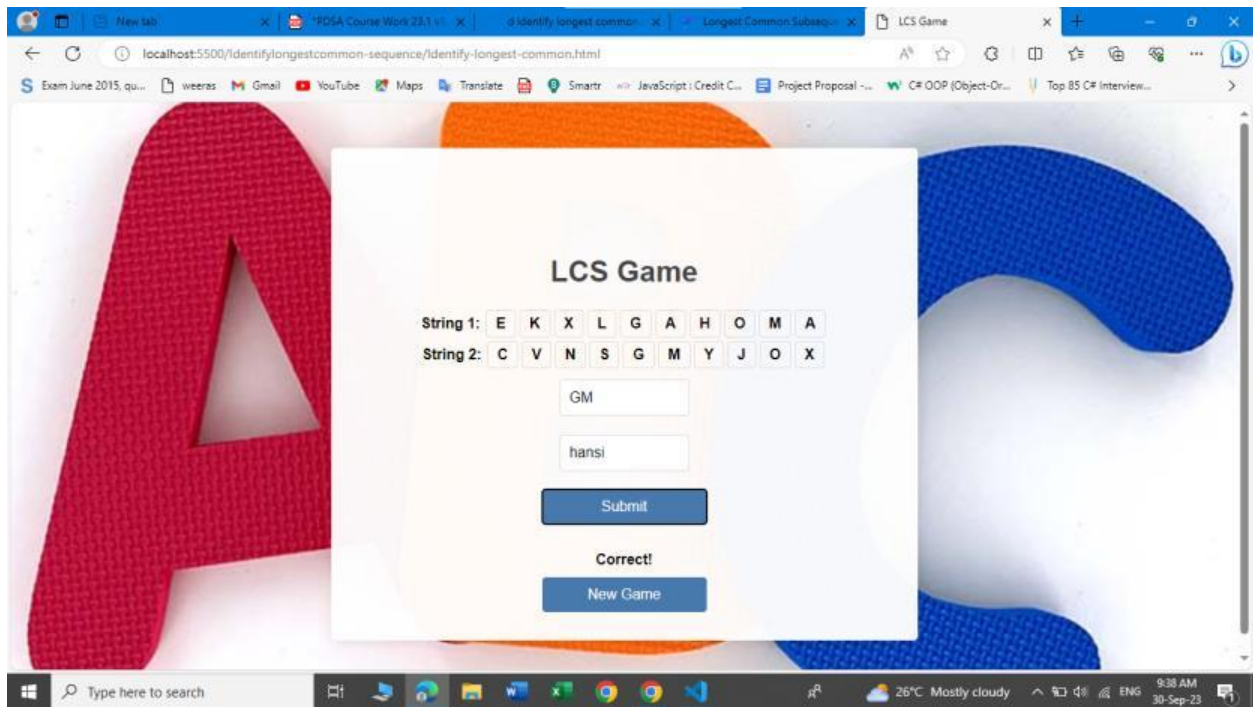 New tab
*PDSA Course Work 23.1
d Identify longest common
Longest Common Subsequ
LCS Game
localhost:5500/Identifylongestcommon-sequence/Identify-longest-common.html
Exam June 2015, qu...
weeras
Gmail
YouTube
Maps
Translate
Smartr
JavaScript : Credit C...
Project Proposal -...
C# OOP (Object-Or...
Top 85 C# Interview...
LCS Game
String 1: E K X L G A H O M A
String 2: C V N S G M Y J O X
GM
hansi
Submit
Correct!
New Game
Type here to search
26°C Mostly cloudy
ENG
9:38 AM
30-Sep-23